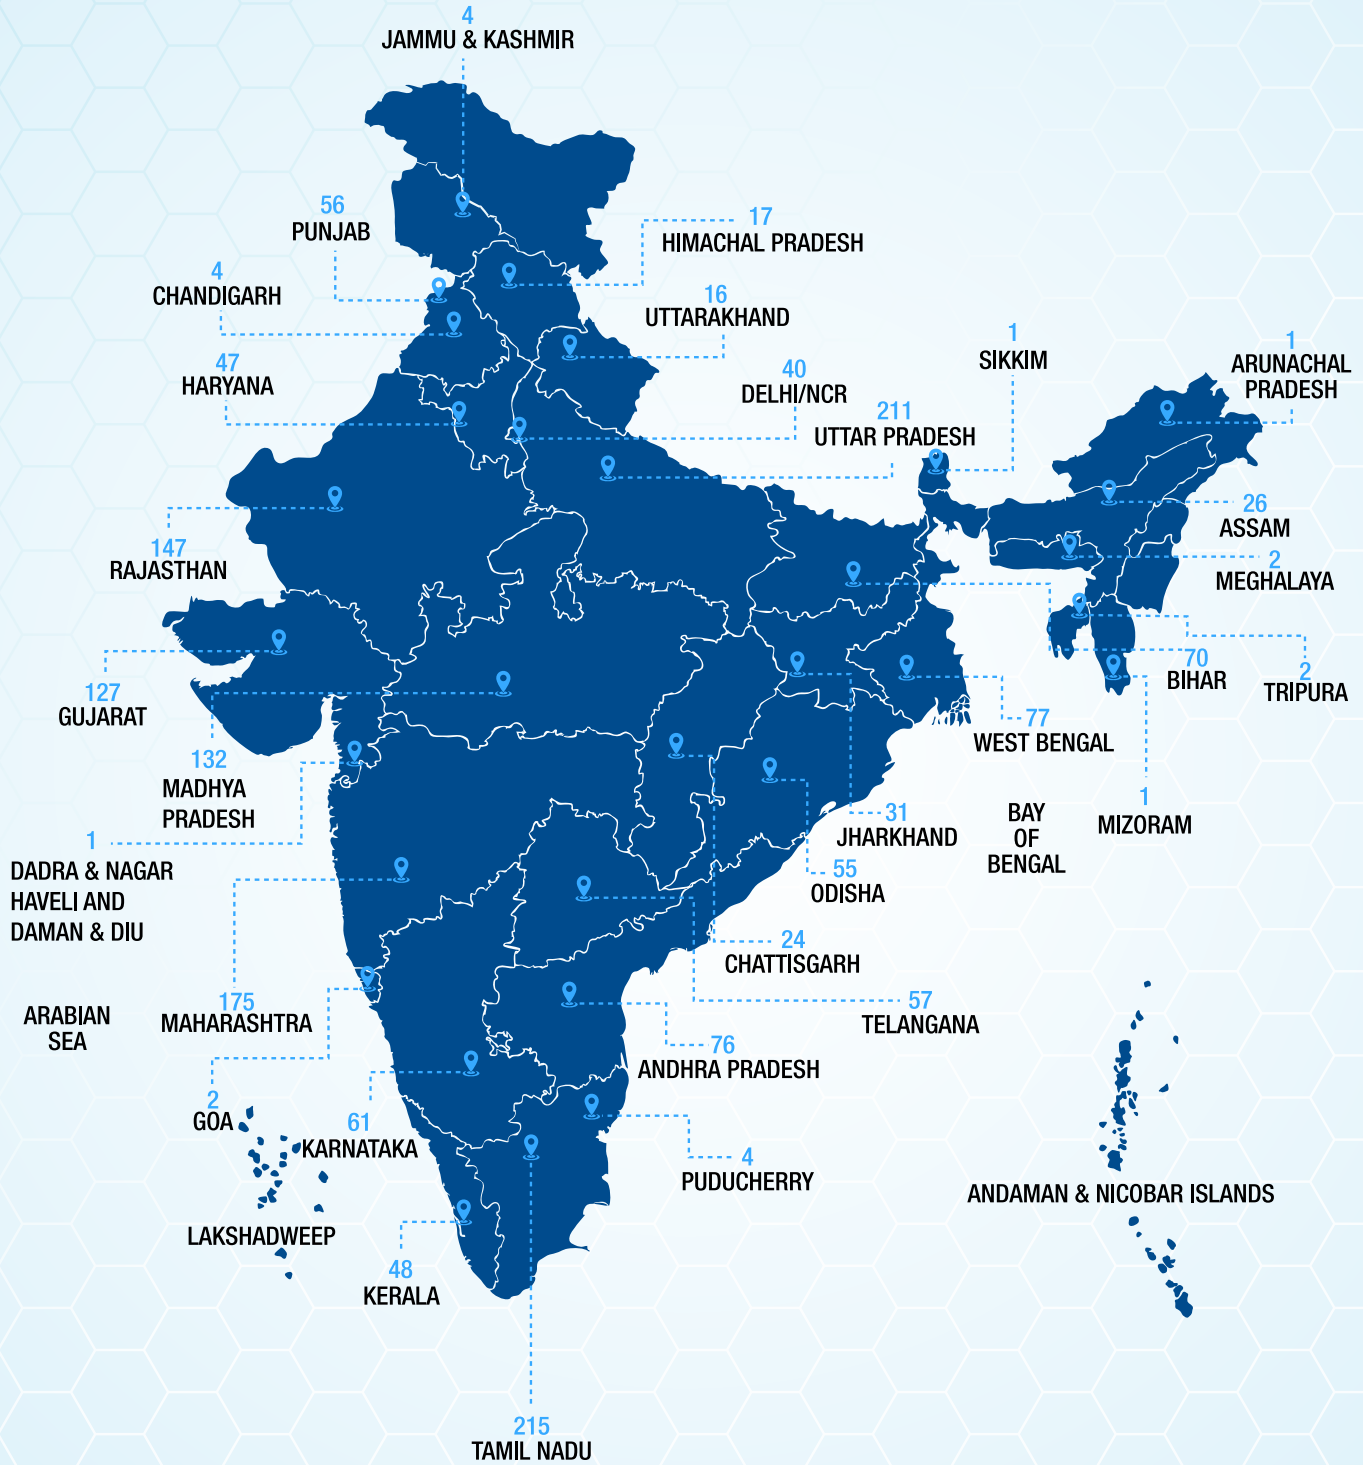 4
JAMMU & KASHMIR
56
PUNJAB
17
HIMACHAL PRADESH
4
CHANDIGARH
16
UTTARAKHAND
47
HARYANA
40
DELHI/NCR
1
SIKKIM
1
ARUNACHAL
PRADESH
211
UTTAR PRADESH
26
ASSAM
147
RAJASTHAN
2
MEGHALAYA
127
GUJARAT
70
BIHAR
2
TRIPURA
77
WEST BENGAL
132
MADHYA
PRADESH
1
MIZORAM
31
JHARKHAND
BAY
OF
BENGAL
1
DADRA & NAGAR
HAVELI AND
DAMAN & DIU
55
ODISHA
24
CHATTISGARH
175
MAHARASHTRA
57
TELANGANA
ARABIAN
SEA
76
ANDHRA PRADESH
2
GOA
61
KARNATAKA
4
PUDUCHERRY
ANDAMAN & NICOBAR ISLANDS
LAKSHADWEEP
48
KERALA
215
TAMIL NADU